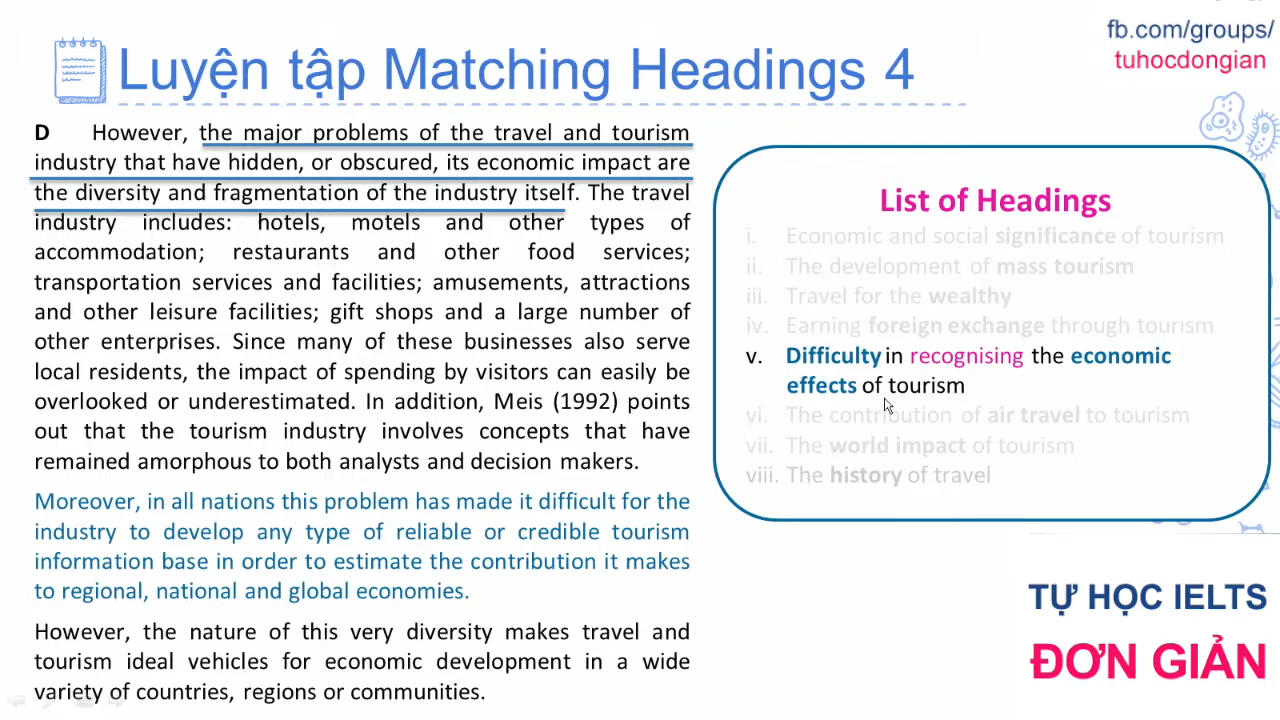 Luyện tập Matching Headings 4
fb.com/groups/
tuhocdongian
D However, the major problems of the travel and tourism
industry that have hidden, or obscured, its economic impact are
the diversity and fragmentation of the industry itself. The travel
industry includes: hotels, motels and other types of
accommodation; restaurants and other food services;
transportation services and facilities; amusements, attractions
and other leisure facilities; gift shops and a large number of
other enterprises. Since many of these businesses also serve
local residents, the impact of spending by visitors can easily be
overlooked or underestimated. In addition, Meis (1992) points
out that the tourism industry involves concepts that have
remained amorphous to both analysts and decision makers.
Moreover, in all nations this problem has made it difficult for the
industry to develop any type of reliable or credible tourism
information base in order to estimate the contribution it makes
to regional, national and global economies.
However, the nature of this very diversity makes travel and
tourism ideal vehicles for economic development in a wide
variety of countries, regions or communities.
List of Headings
i. Economic and social significance of tourism
ii. The development of mass tourism
iii. Travel for the wealthy
iv. Earning foreign exchange through tourism
v. Difficulty in recognising the economic
effects of tourism
vi. The contribution of air travel to tourism
vii. The world impact of tourism
viii. The history of travel
TỰ HỌC IELTS
ĐƠN GIẢN